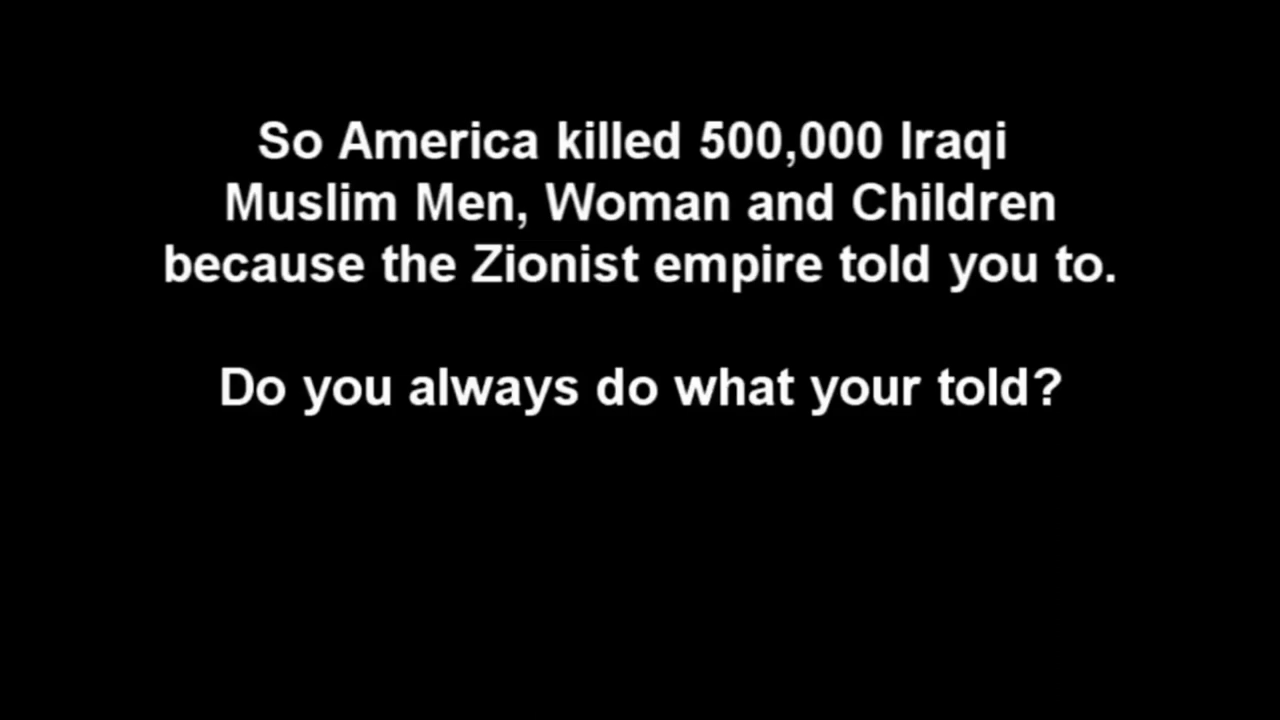 So America killed 500,000 Iraqi
Muslim Men, Woman and Children
because the Zionist empire told you to.
Do you always do what your told?